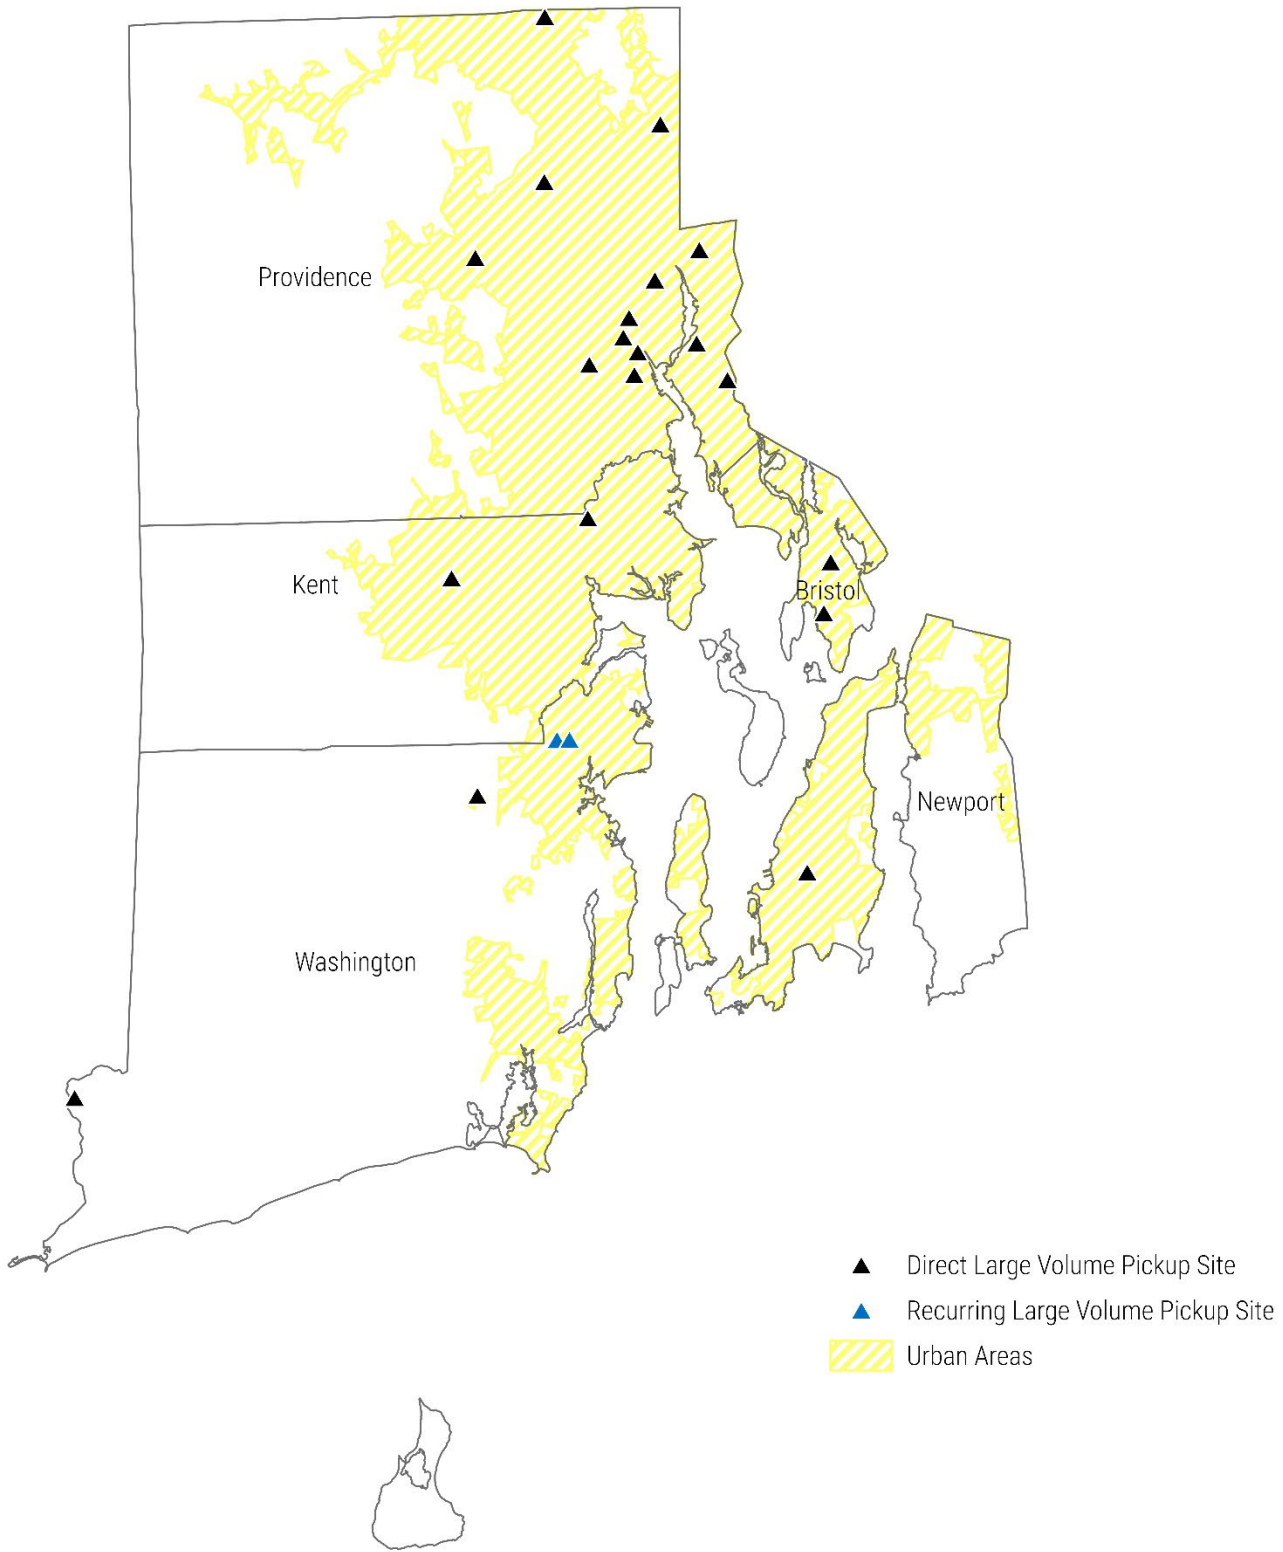 Providence
Kent
Bristol
Newport
Washington
Direct Large Volume Pickup Site
Recurring Large Volume Pickup Site
Urban Areas